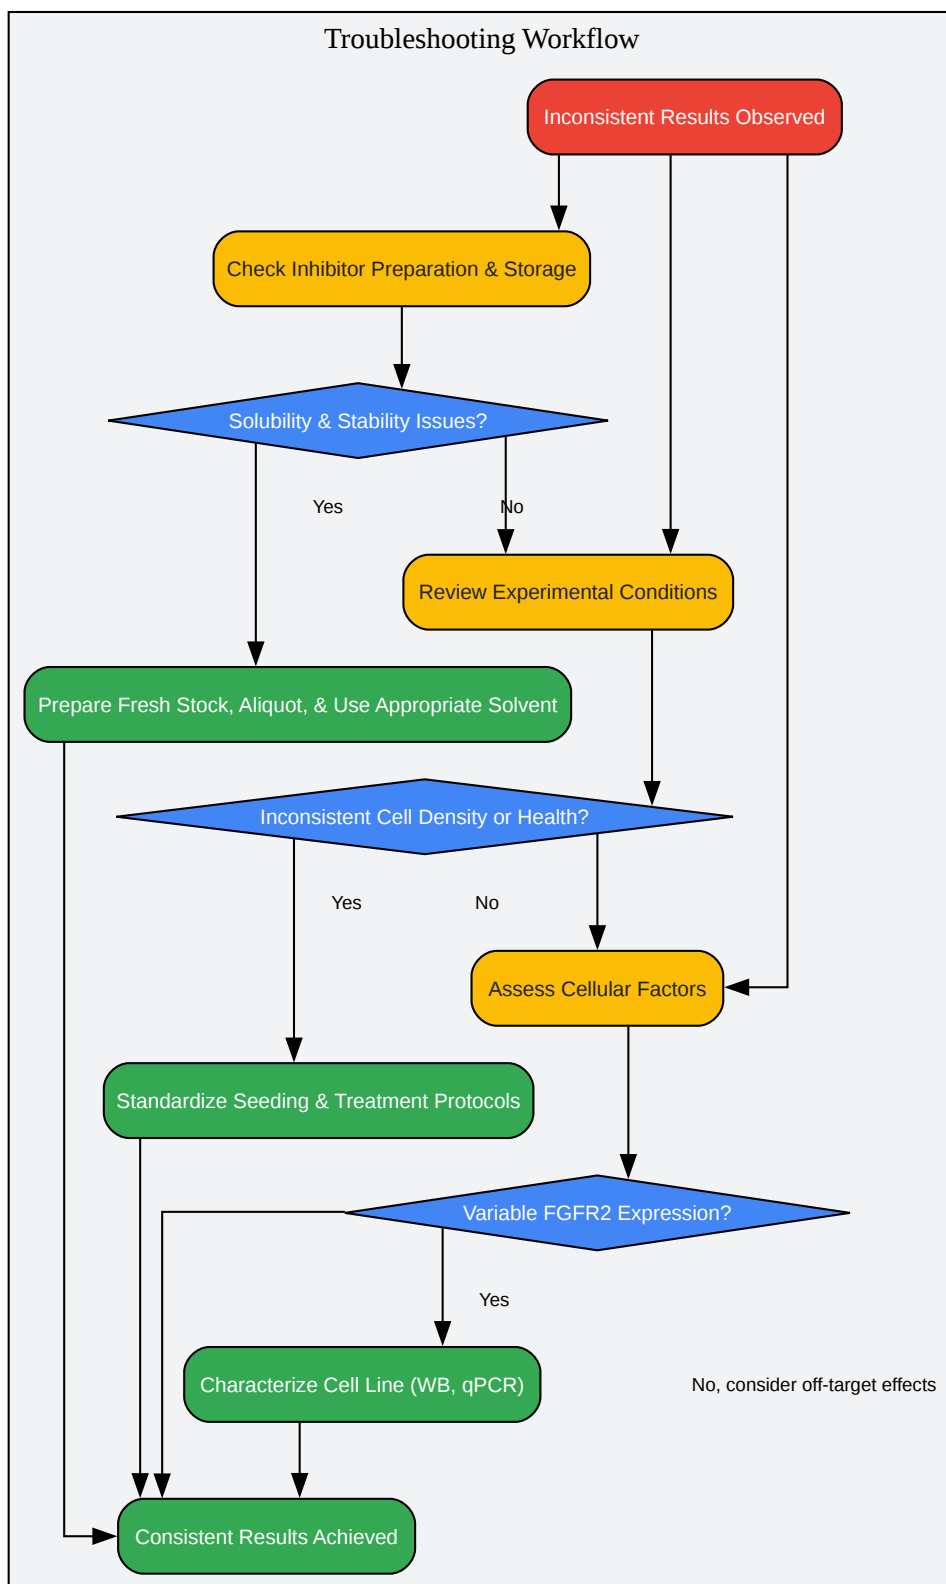 Troubleshooting Workflow
Inconsistent Results Observed
Check Inhibitor Preparation & Storage
Solubility & Stability Issues?
Yes
No
Review Experimental Conditions
Prepare Fresh Stock, Aliquot, & Use Appropriate Solvent
Inconsistent Cell Density or Health?
Yes
No
Assess Cellular Factors
Standardize Seeding & Treatment Protocols
Variable FGFR2 Expression?
Yes
Characterize Cell Line (WB, qPCR)
No, consider off-target effects
Consistent Results Achieved